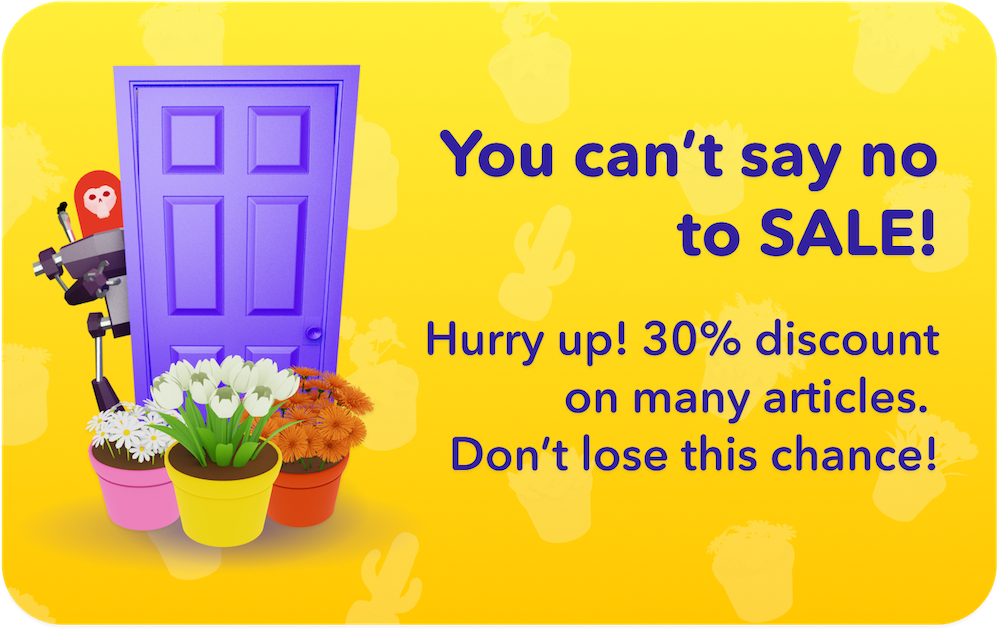 You can't say no
to SALE!
Hurry up! 30% discount
on many articles.
Don't lose this chance!